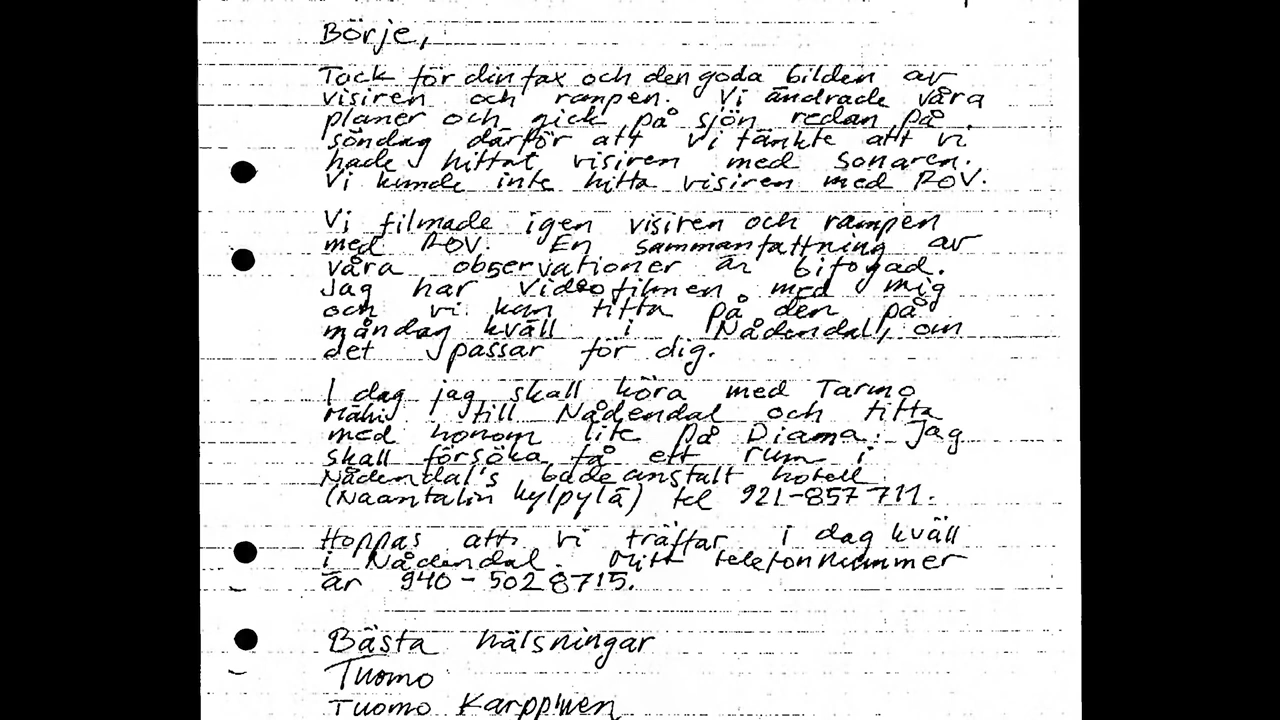 Börje,
Tack för din fax och den goda bilden av
visiren och rampen. Vi ändrade våra
planer och gick på sjön redan på
söndag därför att vi tänkte att vi
hade hittat visiren med sonaren.
Vi kunde inte hitta visiren med ROV.
Vi filmade igen visiren och rampen
med ROV. En sammanfattning av
våra observationer är bifogad.
Jag har videofilmen med mig
och vi kan titta på den på
måndag kväll i Nådendal, om
det passar för dig.
I dag jag skall köra med Tarmo
till Nådendal och titta
med honom lite på Diana. Jag
skall försöka få ett rum i
Nådendal's badeanstalt hotell
(Naantalin kylpylä) tel 921-857 711.
Hoppas att vi träffar i dag kväll
i Nådendal. Mitt telefonnummer
är 940-5028715.
Bästa hälsningar
Tuomo
Tuomo Karppinen